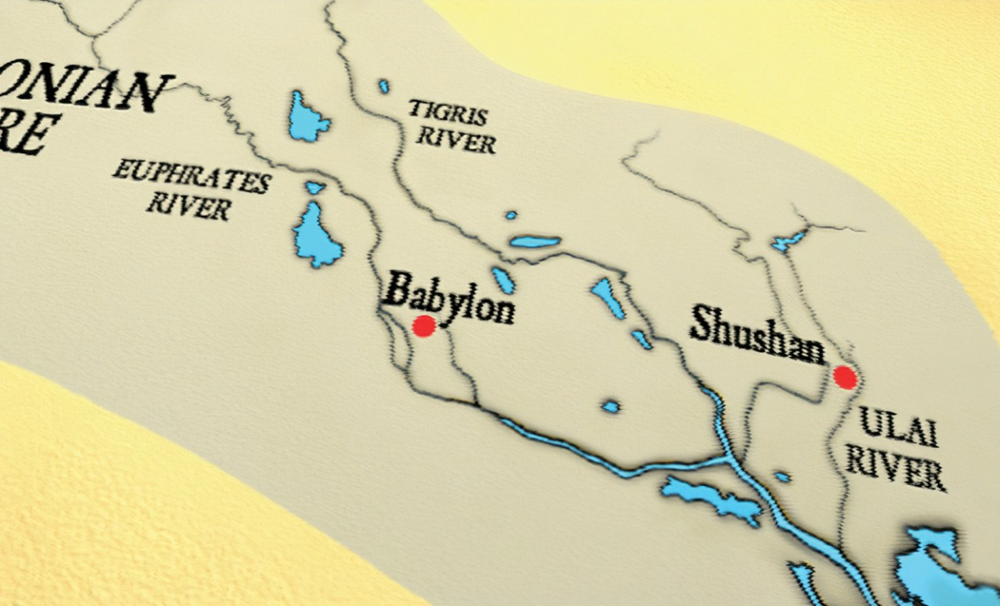 ONIAN
RE
TIGRIS
RIVER
EUPHRATES
RIVER
Babylon
Shushan
ULAI
RIVER